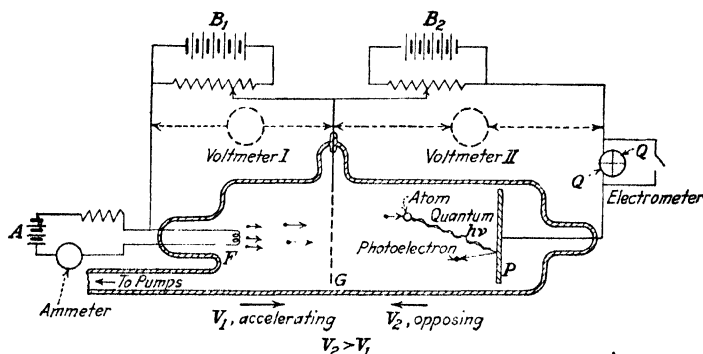 B₁
B₂
Voltmeter I
Voltmeter II
Q
Q
Electrometer
A
Ammeter
F
To Pumps
G
Atom
Quantum
hν
Photoelectron
P
V₁, accelerating
V₂, opposing
V₂>V₁